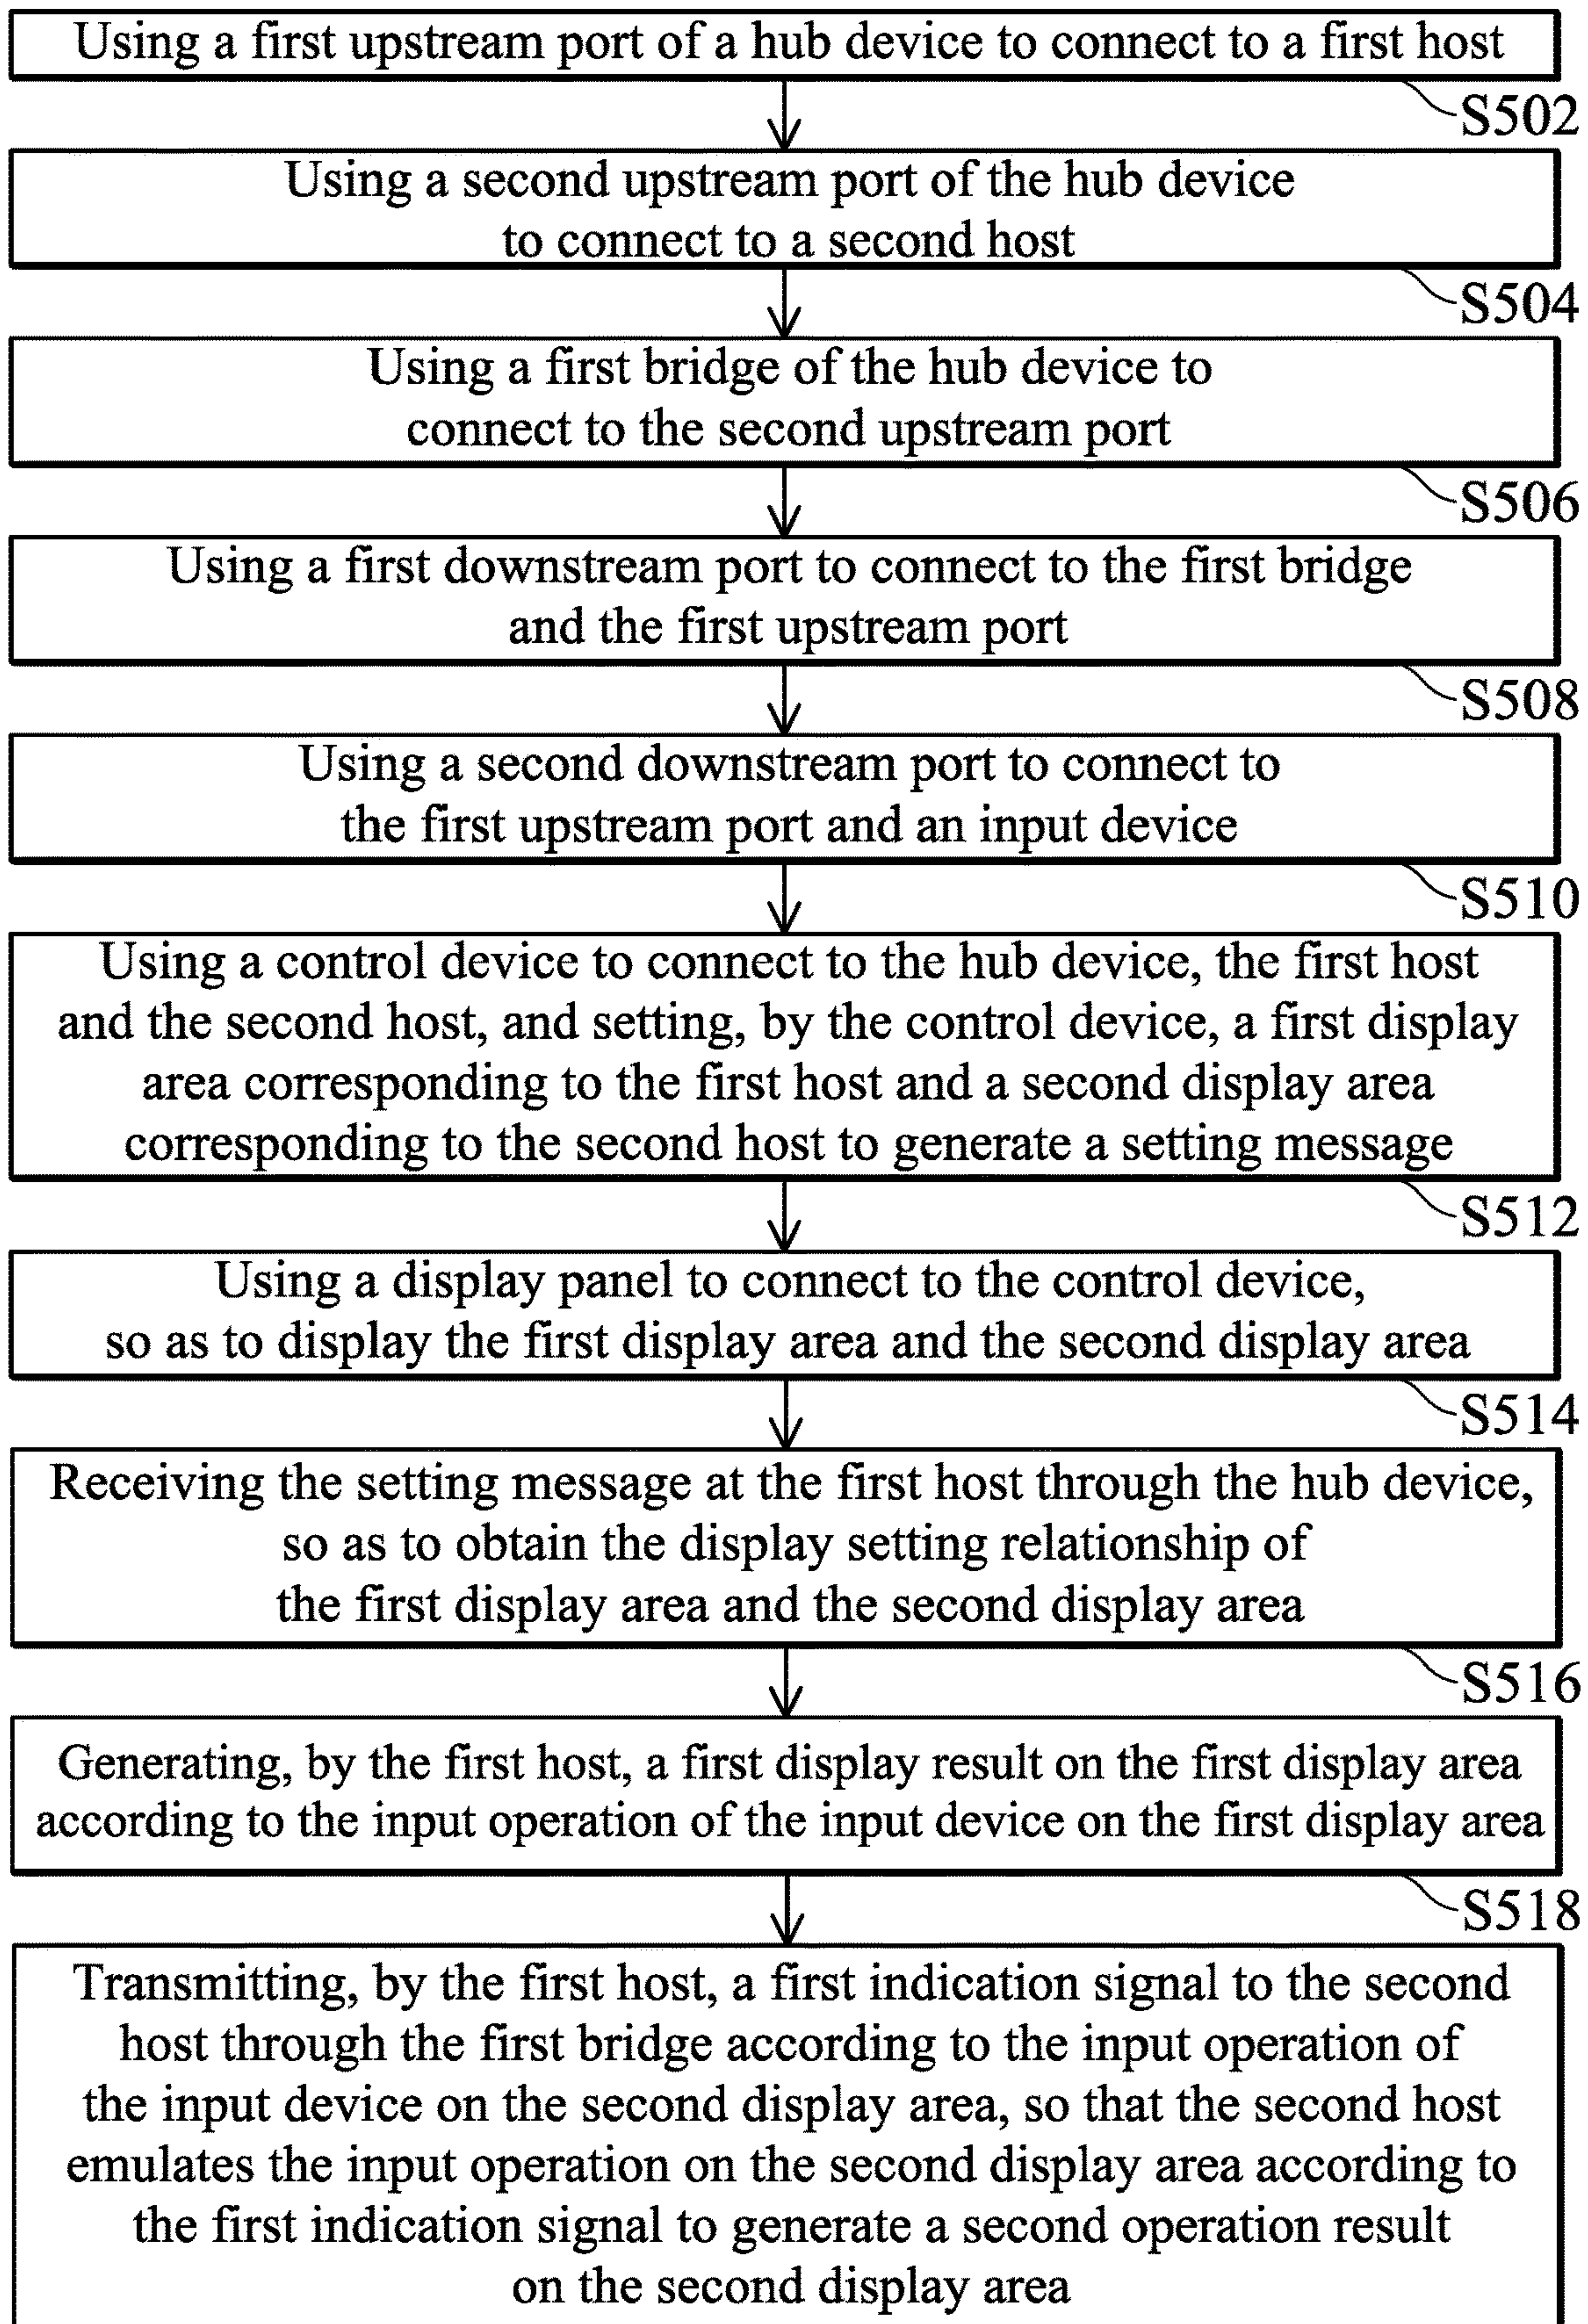 Using a first upstream port of a hub device to connect to a first host
S502
Using a second upstream port of the hub device
to connect to a second host
S504
Using a first bridge of the hub device to
connect to the second upstream port
S506
Using a first downstream port to connect to the first bridge
and the first upstream port
S508
Using a second downstream port to connect to
the first upstream port and an input device
S510
Using a control device to connect to the hub device, the first host
and the second host, and setting, by the control device, a first display
area corresponding to the first host and a second display area
corresponding to the second host to generate a setting message
S512
Using a display panel to connect to the control device,
so as to display the first display area and the second display area
S514
Receiving the setting message at the first host through the hub device,
so as to obtain the display setting relationship of
the first display area and the second display area
S516
Generating, by the first host, a first display result on the first display area
according to the input operation of the input device on the first display area
S518
Transmitting, by the first host, a first indication signal to the second
host through the first bridge according to the input operation of
the input device on the second display area, so that the second host
emulates the input operation on the second display area according to
the first indication signal to generate a second operation result
on the second display area